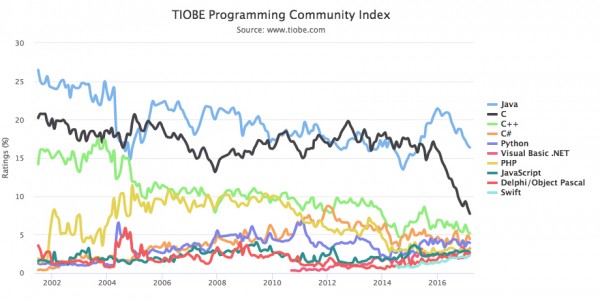 TIOBE Programming Community Index
Source: www.tiobe.com
Ratings (%)
30
25
20
15
10
5
0
2002 2004 2006 2008 2010 2012 2014 2016
Java
C
C++
C#
Python
Visual Basic .NET
PHP
JavaScript
Delphi/Object Pascal
Swift